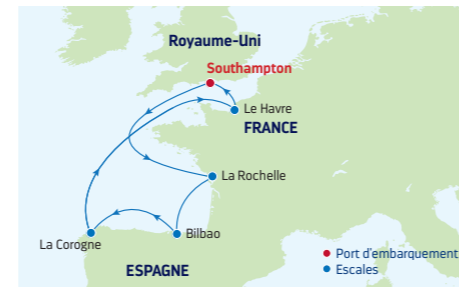 Royaume-Uni
Southampton
Le Havre
FRANCE
La Rochelle
La Corogne
Bilbao
ESPAGNE
Port d'embarquement
Escales